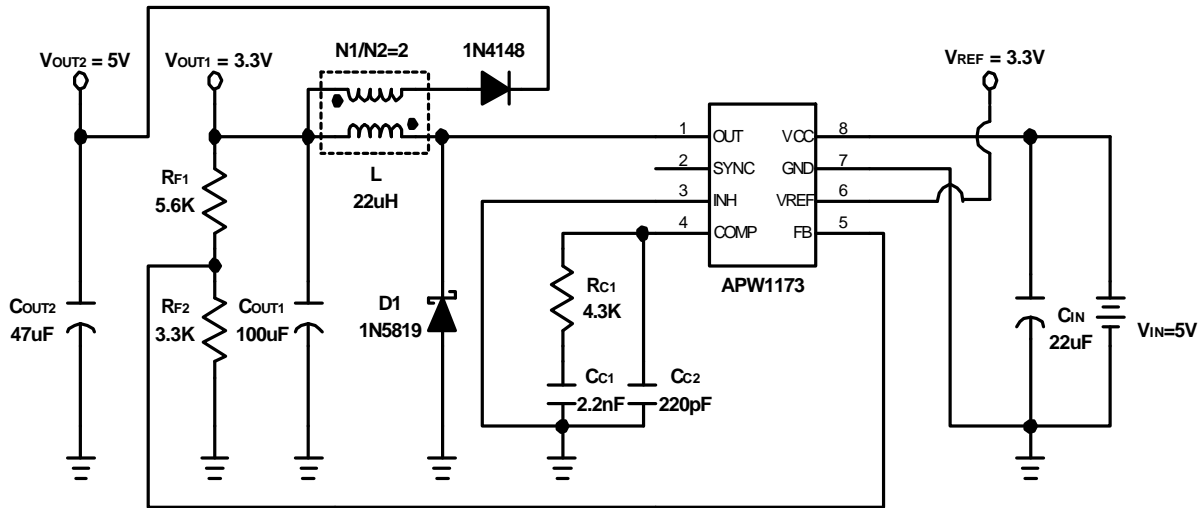 N1/N2=2
1N4148
VOUT2 = 5V
VOUT1 = 3.3V
VREF = 3.3V
L
22uH
1
2
3
4
OUT
SYNC
INH
COMP
VCC
GND
VREF
FB
8
7
6
5
APW1173
RF1
5.6K
RF2
3.3K
COUT2
47uF
COUT1
100uF
D1
1N5819
RC1
4.3K
CC1
2.2nF
CC2
220pF
CIN
22uF
VIN=5V